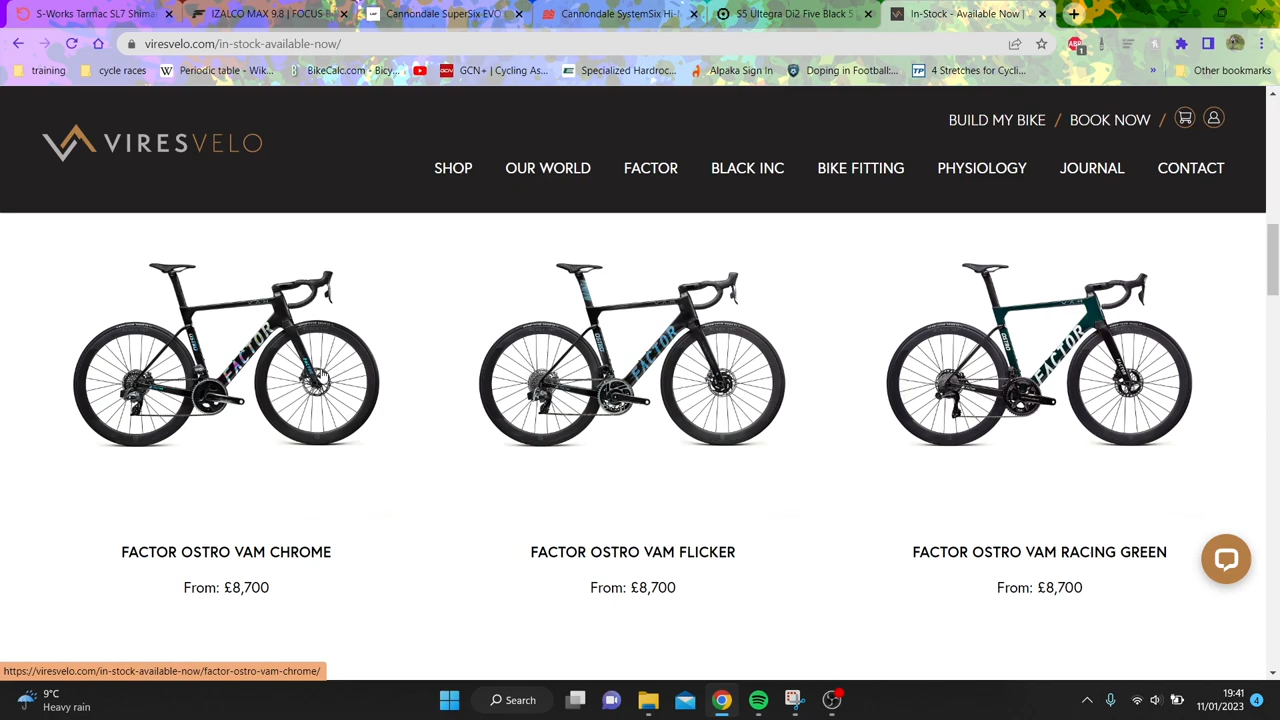 S-Works Tarmac SL7 Shima
IZALCO MAX 9.8 | FOCUS B
Cannondale SuperSix EVO
Cannondale SystemSix Hi-M
S5 Ultegra Di2 Five Black 5
In-Stock - Available Now |
viresvelo.com/in-stock-available-now/
training
cycle races
Periodic table - Wik...
BikeCalc.com - Bicy...
GCN+ | Cycling As...
Specialized Hardroc...
Alpaka Sign In
Doping in Football:...
4 Stretches for Cycli...
»
Other bookmarks
VIRESVELO
BUILD MY BIKE / BOOK NOW /
SHOP OUR WORLD FACTOR BLACK INC BIKE FITTING PHYSIOLOGY JOURNAL CONTACT
FACTOR
FACTOR
FACTOR
FACTOR OSTRO VAM CHROME
From: £8,700
FACTOR OSTRO VAM FLICKER
From: £8,700
FACTOR OSTRO VAM RACING GREEN
From: £8,700
https://viresvelo.com/in-stock-available-now/factor-ostro-vam-chrome/
9°C
Heavy rain
Search
19:41
11/01/2023
4